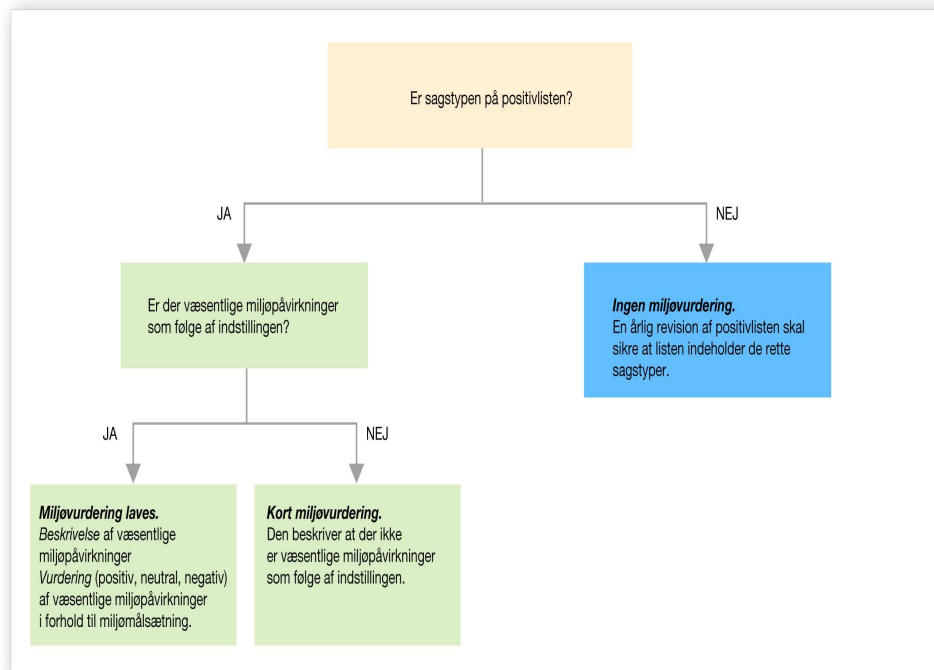 Er sagstypen på positivlisten?
JA
NEJ
Er der væsentlige miljøpåvirkninger
som følge af indstillingen?
Ingen miljøvurdering.
En årlig revision af positivlisten skal
sikre at listen indeholder de rette
sagstyper.
JA
NEJ
Miljøvurdering laves.
Beskrivelse af væsentlige
miljøpåvirkninger
Vurdering (positiv, neutral, negativ)
af væsentlige miljøpåvirkninger
i forhold til miljømålsætning.
Kort miljøvurdering.
Den beskriver at der ikke
er væsentlige miljøpåvirkninger
som følge af indstillingen.